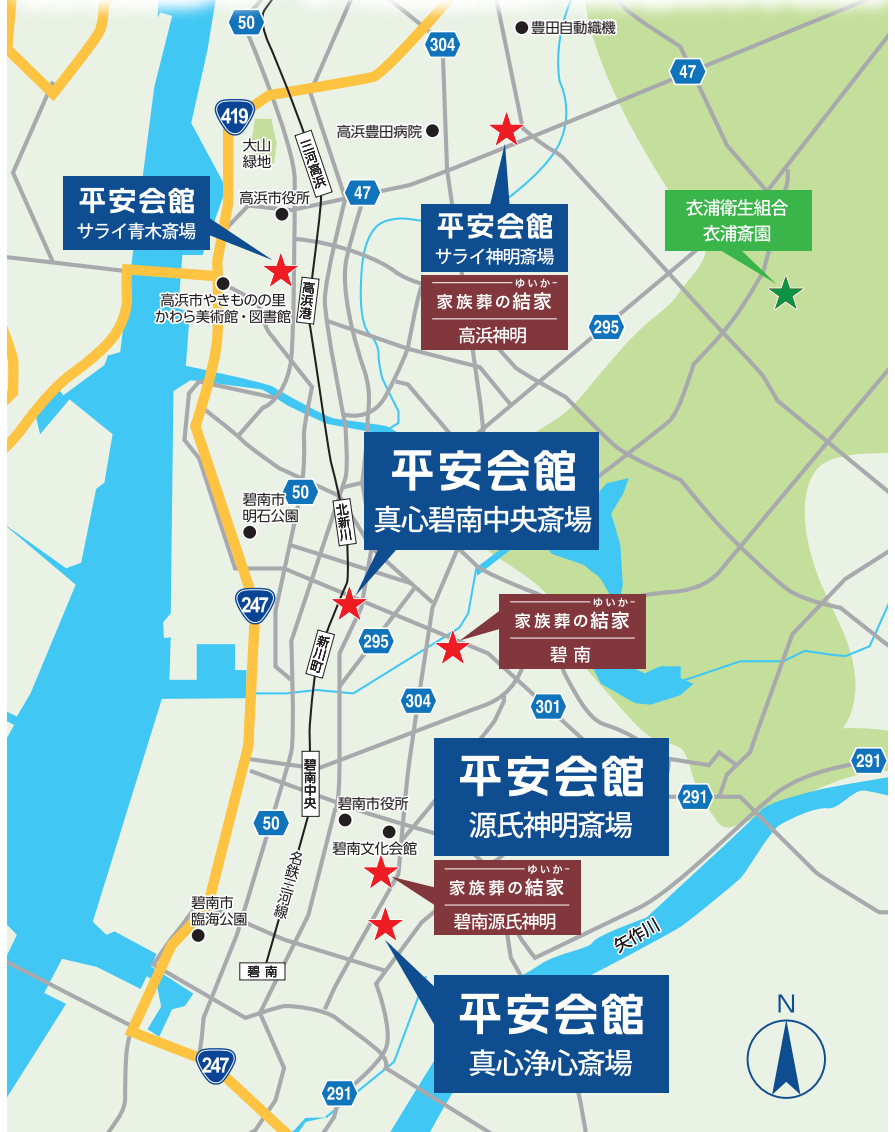 50
豊田自動織機
304
47
419
高浜豊田病院
大山
緑地
三河高浜
平安会館
サライ青木斎場
高浜市役所
47
平安会館
サライ神明斎場
ゆいかー
家族葬の結家
高浜神明
衣浦衛生組合
衣浦斎園
高浜港
高浜市やきものの里
かわら美術館・図書館
295
平安会館
真心碧南中央斎場
碧南市
明石公園
50
北新川
247
ゆいかー
家族葬の結家
碧南
295
新川町
304
301
平安会館
源氏神明斎場
291
291
碧南中央
碧南市役所
50
碧南文化会館
名鉄三河線
ゆいかー
家族葬の結家
碧南源氏神明
碧南市
臨海公園
矢作川
碧南
平安会館
真心浄心斎場
N
247
291